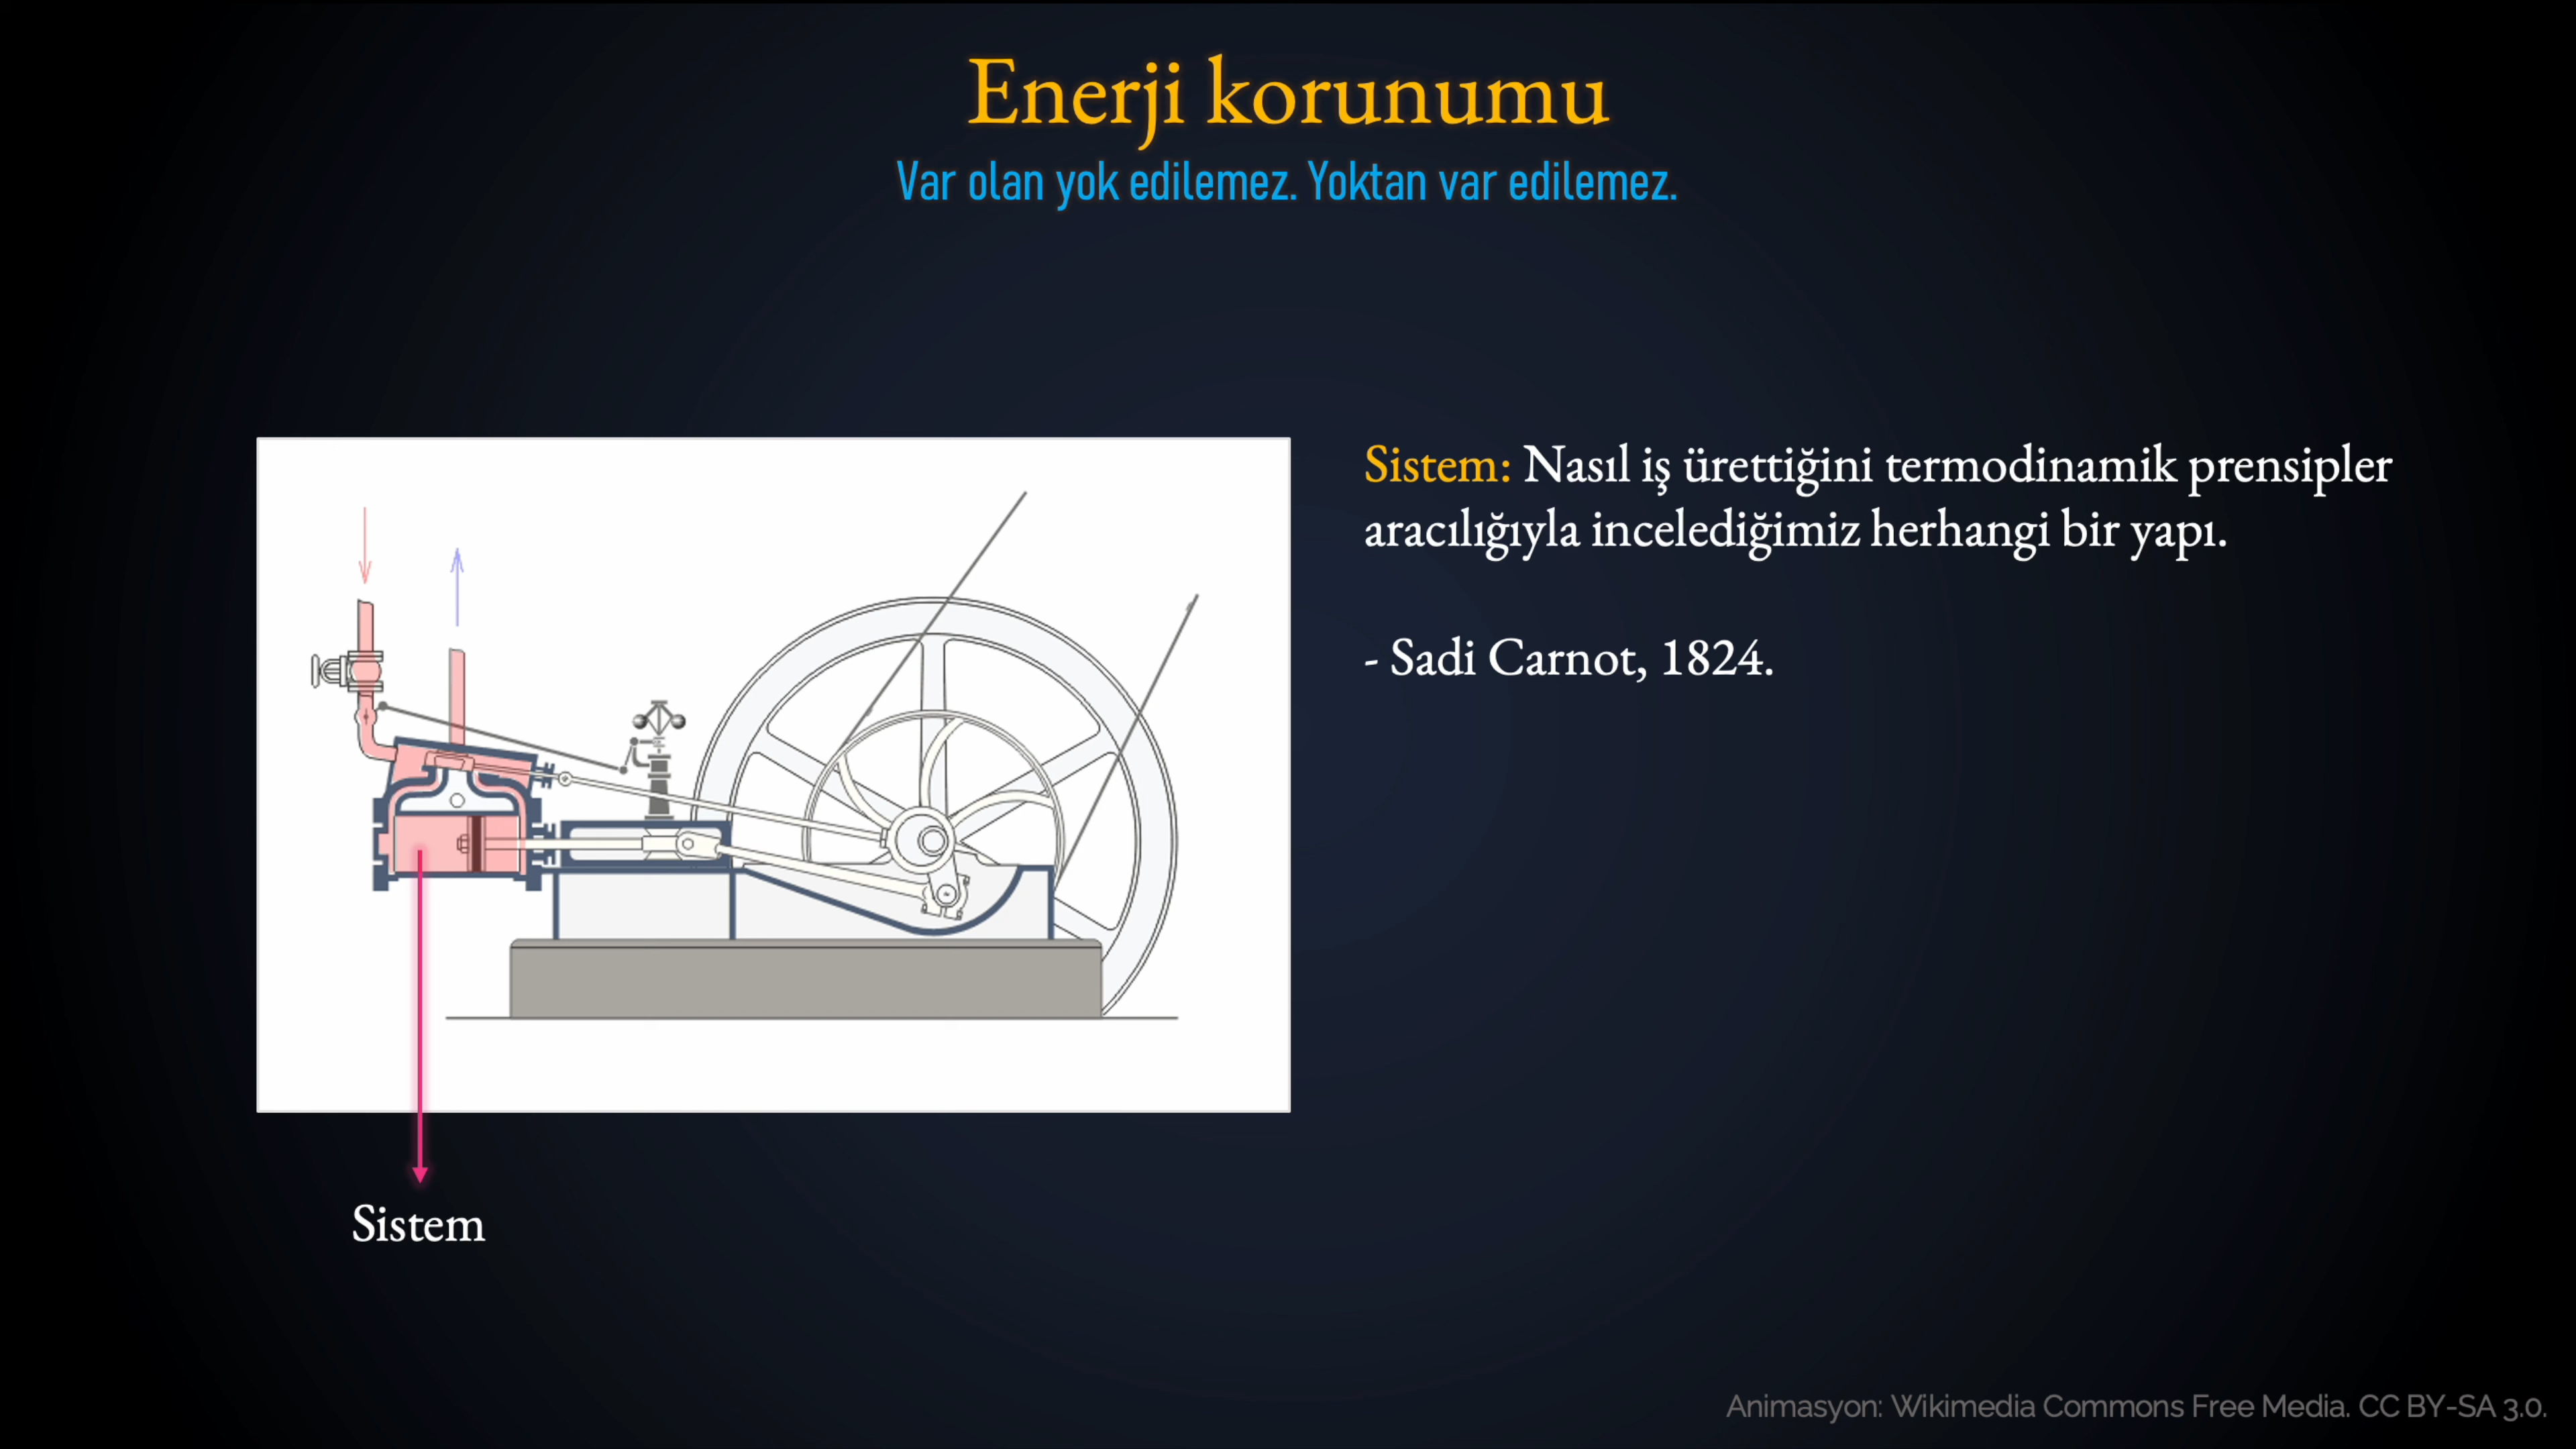 Enerji korunumu
Var olan yok edilemez. Yoktan var edilemez.
Sistem: Nasıl iş ürettiğini termodinamik prensipler
aracılığıyla incelediğimiz herhangi bir yapı.
- Sadi Carnot, 1824.
Sistem
Animasyon: Wikimedia Commons Free Media. CC BY-SA 3.0.